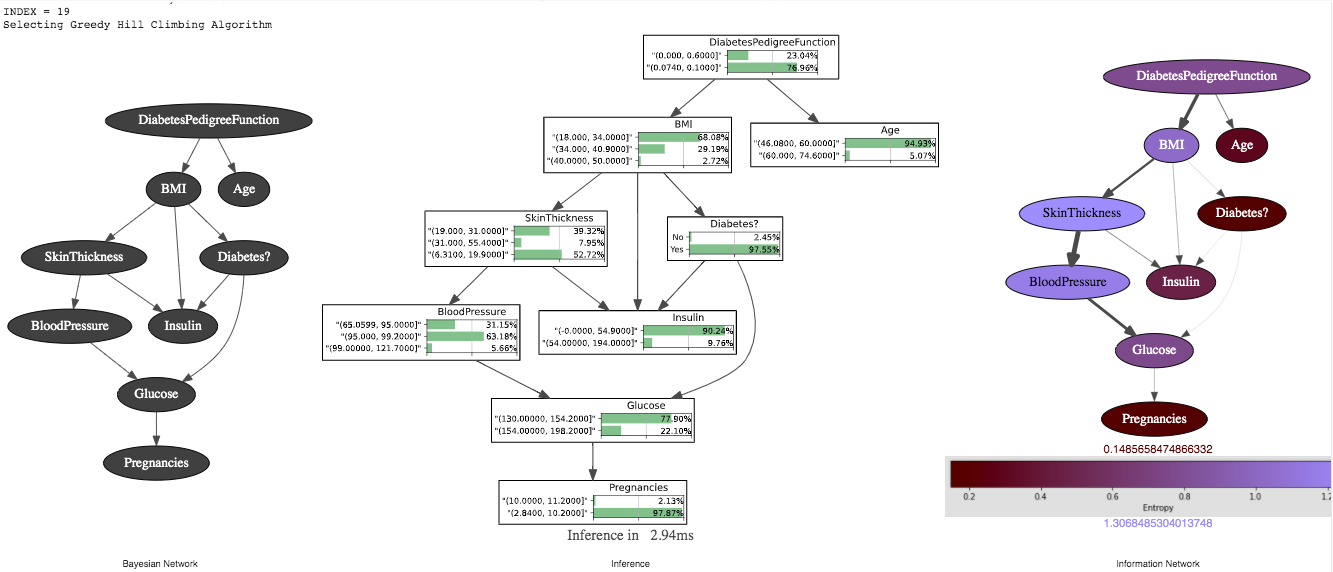 INDEX = 19
Selecting Greedy Hill Climbing Algorithm
DiabetesPedigreeFunction
BMI
Age
SkinThickness
Diabetes?
BloodPressure
Insulin
Glucose
Pregnancies
Bayesian Network
DiabetesPedigreeFunction
"(0.000, 0.6000]" 23.04%
"(0.0740, 0.1000]" 76.96%
BMI
"(18.000, 34.0000]" 68.08%
"(34.000, 40.9000]" 29.19%
"(40.0000, 50.0000]" 2.72%
Age
"(46.0800, 60.0000]" 94.93%
"(60.000, 74.6000]" 5.07%
SkinThickness
"(19.000, 31.0000]" 39.32%
"(31.000, 55.4000]" 7.95%
"(6.3100, 19.9000]" 52.72%
Diabetes?
No 2.45%
Yes 97.55%
BloodPressure
"(65.0599, 95.0000]" 31.15%
"(95.000, 99.2000]" 63.18%
"(99.00000, 121.7000]" 5.66%
Insulin
"(-0.0000, 54.9000]" 90.24%
"(54.0000, 194.0000]" 9.76%
Glucose
"(130.00000, 154.2000]" 77.90%
"(154.00000, 198.2000]" 22.10%
Pregnancies
"(10.0000, 11.2000]" 2.13%
"(2.8400, 10.2000]" 97.87%
Inference in 2.94ms
Inference
DiabetesPedigreeFunction
BMI
Age
SkinThickness
Diabetes?
BloodPressure
Insulin
Glucose
Pregnancies
0.1485658474866332
0.2 0.4 0.6 0.8 1.0 1.2
Entropy
1.3068485304013748
Information Network